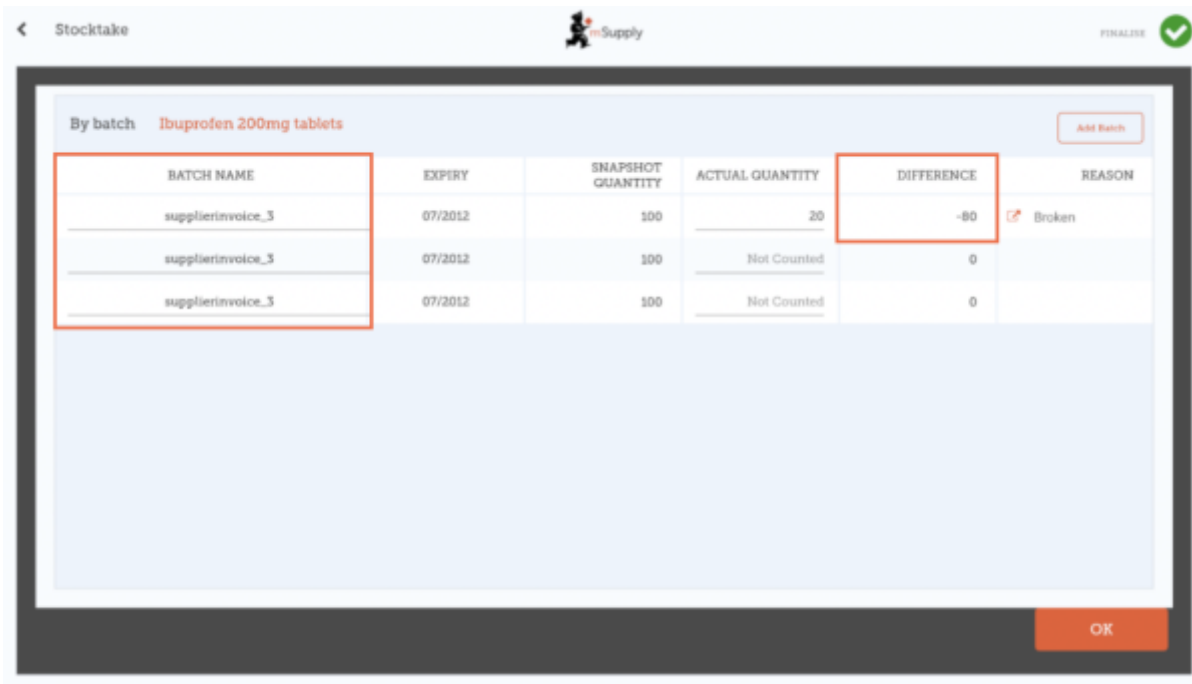 Stocktake
mSupply
FINALISE
By batch Ibuprofen 200mg tablets
Add Batch
BATCH NAME EXPIRY SNAPSHOT QUANTITY ACTUAL QUANTITY DIFFERENCE REASON
supplierinvoice_3 07/2012 100 20 -80 Broken
supplierinvoice_3 07/2012 100 Not Counted 0
supplierinvoice_3 07/2012 100 Not Counted 0
OK